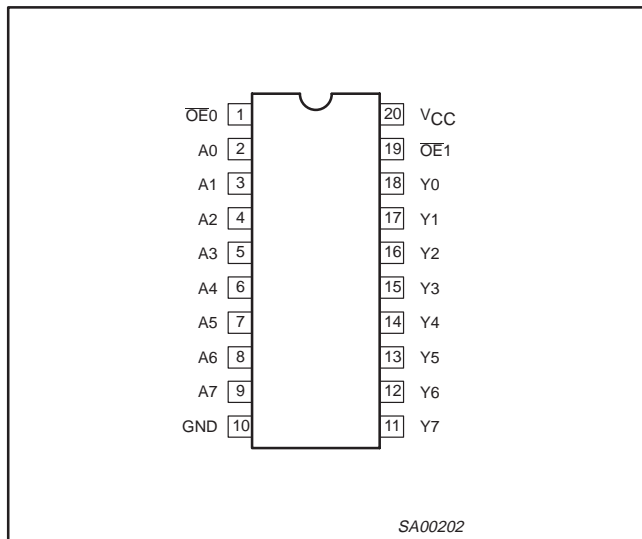 O̅E̅0 1 20 VCC
A0 2 19 O̅E̅1
A1 3 18 Y0
A2 4 17 Y1
A3 5 16 Y2
A4 6 15 Y3
A5 7 14 Y4
A6 8 13 Y5
A7 9 12 Y6
GND 10 11 Y7
SA00202